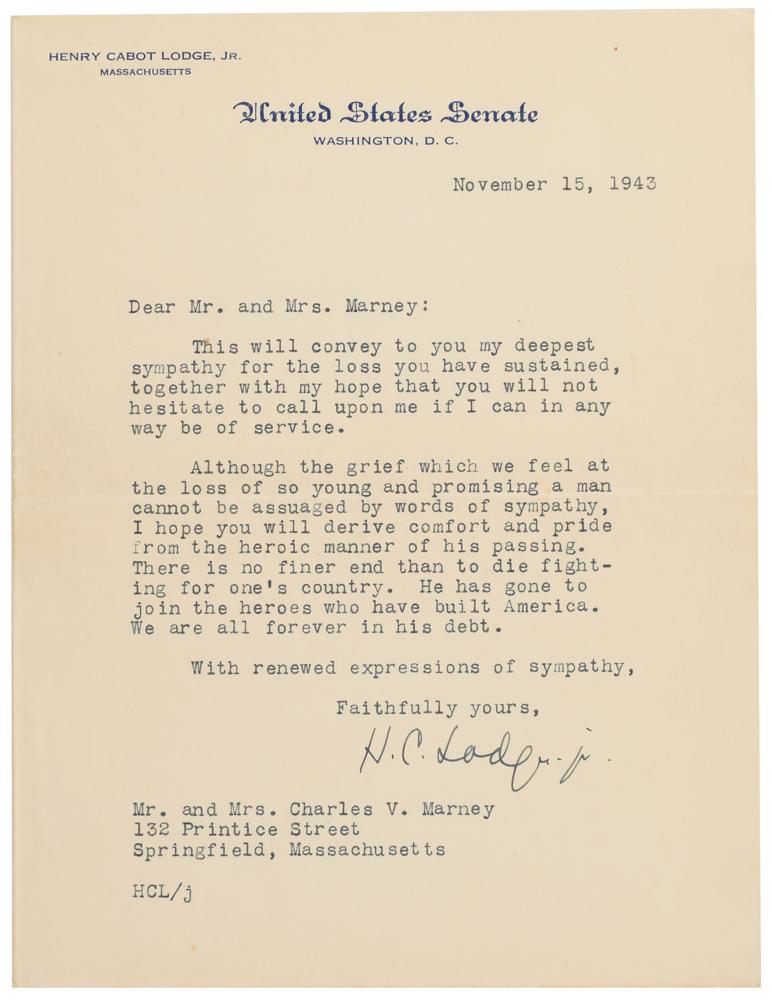 HENRY CABOT LODGE, JR.
MASSACHUSETTS
United States Senate
WASHINGTON, D. C.
November 15, 1943
Dear Mr. and Mrs. Marney:
This will convey to you my deepest
sympathy for the loss you have sustained,
together with my hope that you will not
hesitate to call upon me if I can in any
way be of service.
Although the grief which we feel at
the loss of so young and promising a man
cannot be assuaged by words of sympathy,
I hope you will derive comfort and pride
from the heroic manner of his passing.
There is no finer end than to die fight-
ing for one's country. He has gone to
join the heroes who have built America.
We are all forever in his debt.
With renewed expressions of sympathy,
Faithfully yours,
H. C. Lodge. jr.
Mr. and Mrs. Charles V. Marney
132 Printice Street
Springfield, Massachusetts
HCL/j